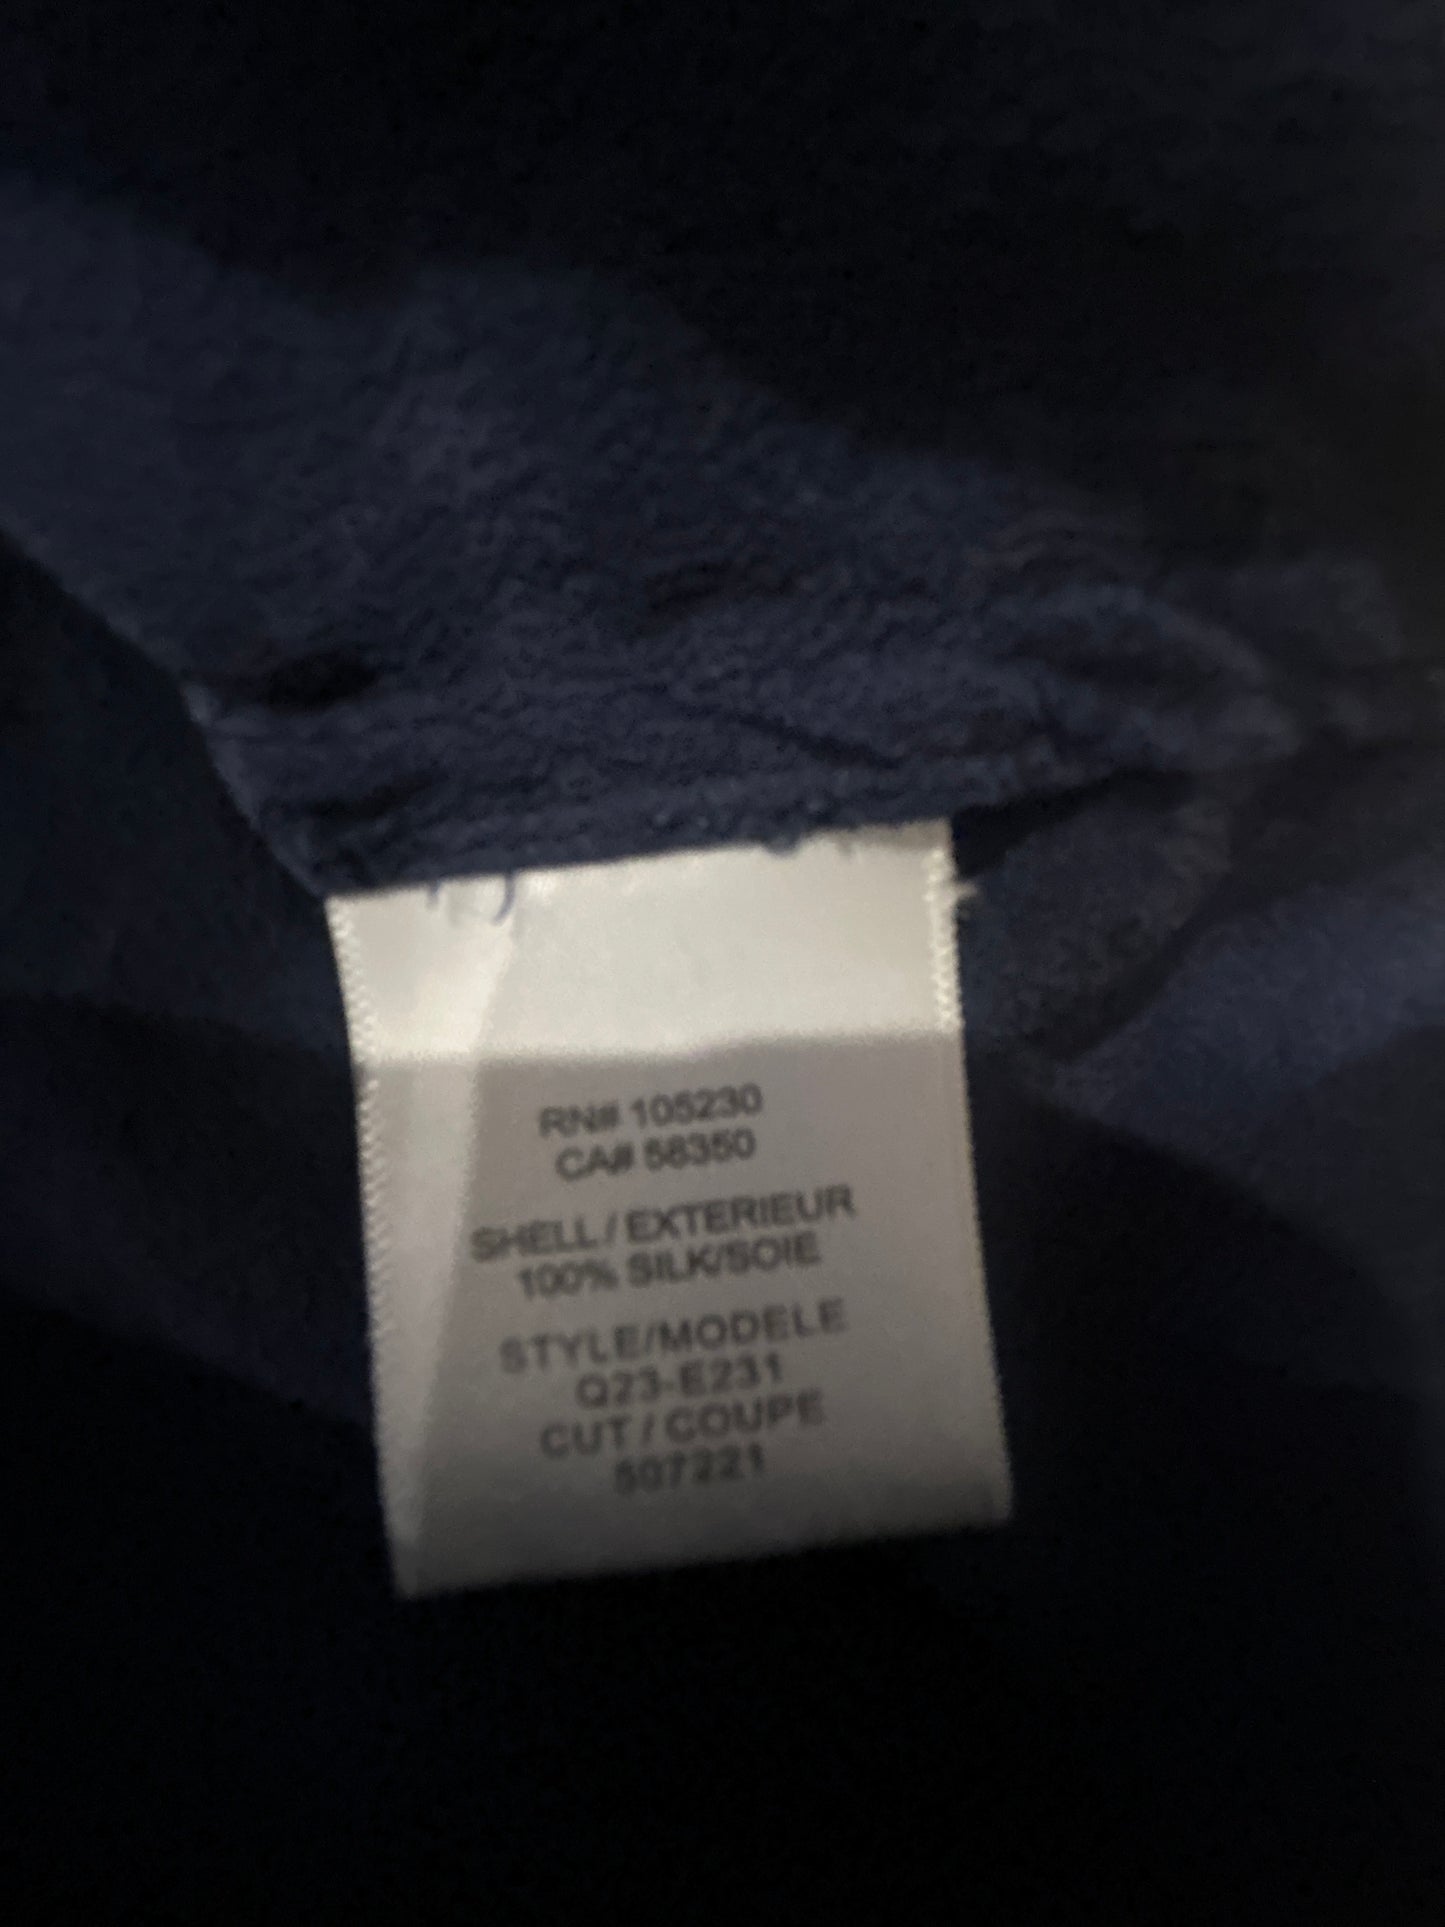 RN# 105230
CA# 58350
SHELL / EXTERIEUR
100% SILK/SOIE
STYLE/MODELE
Q23-E231
CUT / COUPE
507221